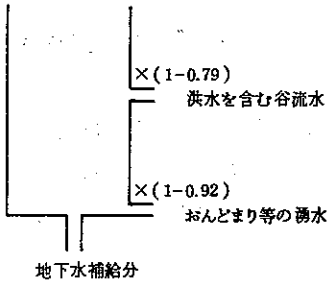 ×(1-0.79)
洪水を含む谷流水
×(1-0.92)
おんどまり等の湧水
地下水補給分